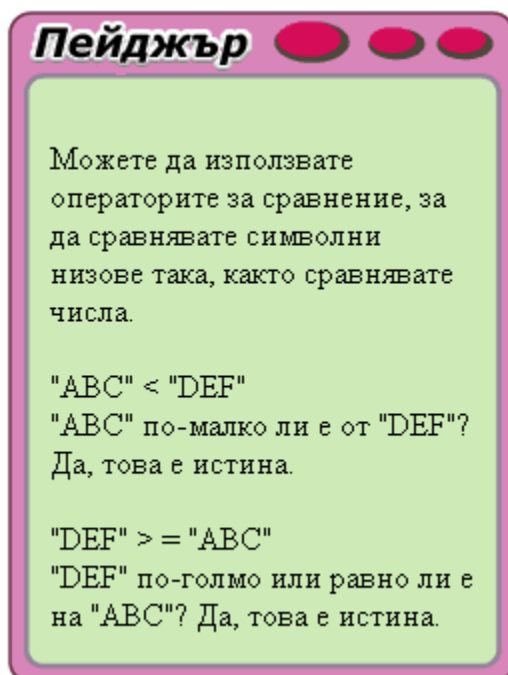 Пейджър
Можете да използвате
операторите за сравнение, за
да сравнявате символни
низове така, както сравнявате
числа.
"ABC" < "DEF"
"ABC" по-малко ли е от "DEF"?
Да, това е истина.
"DEF" > = "ABC"
"DEF" по-голмо или равно ли е
на "ABC"? Да, това е истина.